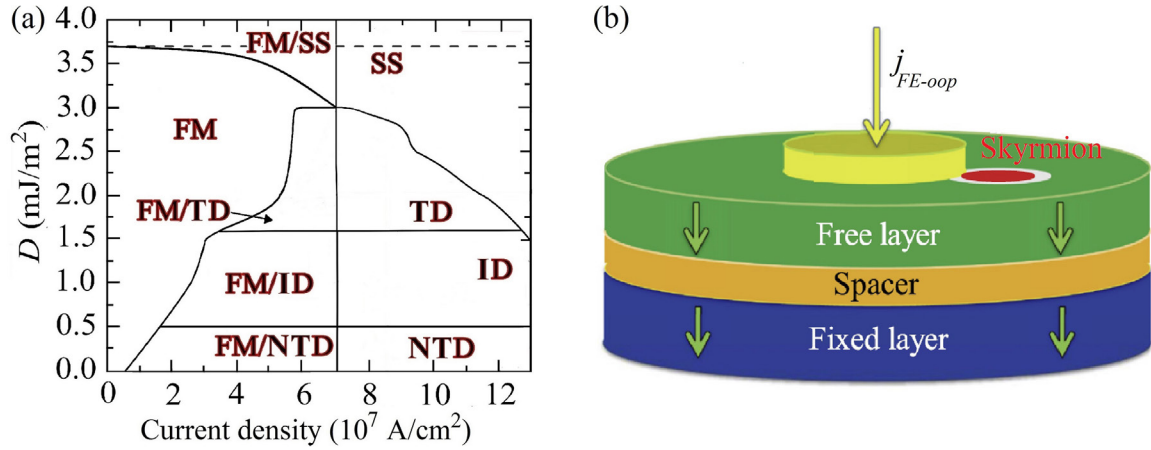 (a)
4.0
3.5
3.0
2.5
2.0
1.5
1.0
0.5
0.0
D (mJ/m²)
FM/SS
SS
FM
FM/TD
TD
FM/ID
ID
FM/NTD
NTD
0 2 4 6 8 10 12
Current density (10⁷ A/cm²)
(b)
j FE-oop
Skyrmion
Free layer
Spacer
Fixed layer